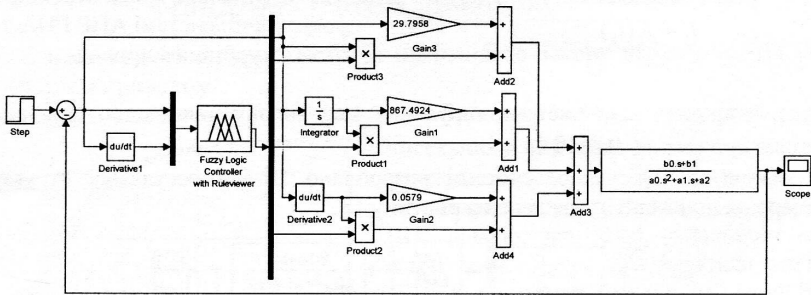 29.7958
+
+
Gain3
Add2
×
Product3
Step
du/dt
Derivative1
Fuzzy Logic
Controller
with Ruleviewer
1
s
Integrator
867.4924
Gain1
×
Product1
+
+
Add1
du/dt
Derivative2
0.0579
Gain2
×
Product2
+
+
Add4
+
+
+
Add3
b0.s+b1
a0.s²+a1.s+a2
Scope